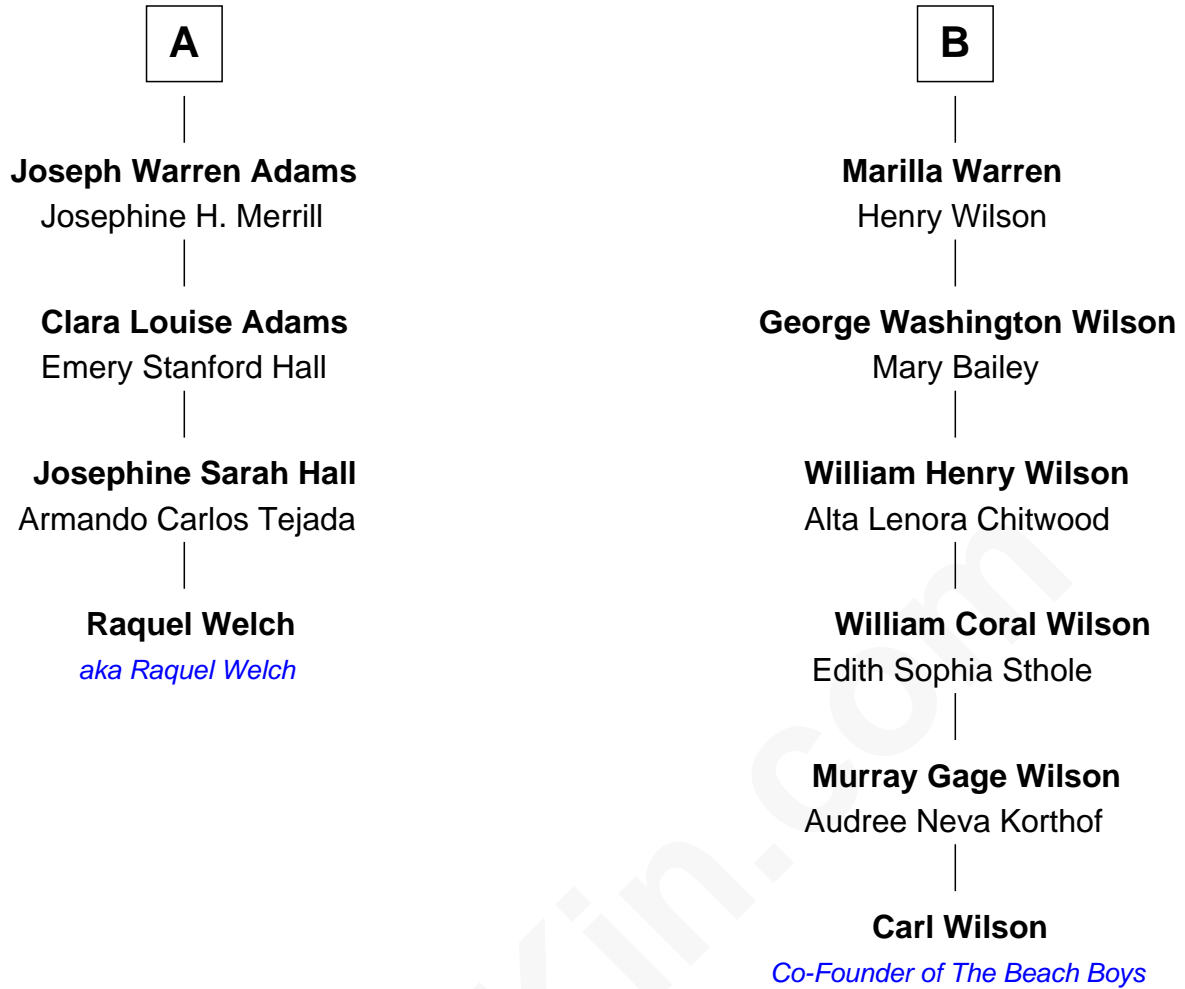 A
Joseph Warren Adams
Josephine H. Merrill
Clara Louise Adams
Emery Stanford Hall
Josephine Sarah Hall
Armando Carlos Tejada
Raquel Welch
aka Raquel Welch
B
Marilla Warren
Henry Wilson
George Washington Wilson
Mary Bailey
William Henry Wilson
Alta Lenora Chitwood
William Coral Wilson
Edith Sophia Sthole
Murray Gage Wilson
Audree Neva Korthof
Carl Wilson
Co-Founder of The Beach Boys
Kin.com